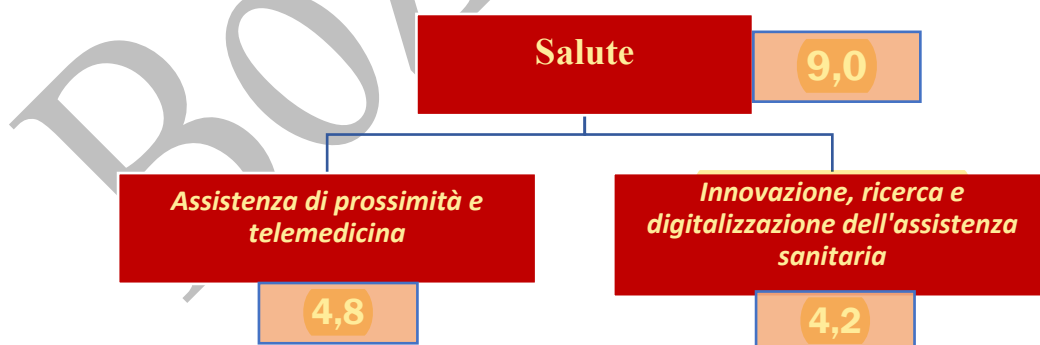 Salute
9,0
Assistenza di prossimità e
telemedicina
4,8
Innovazione, ricerca e
digitalizzazione dell'assistenza
sanitaria
4,2